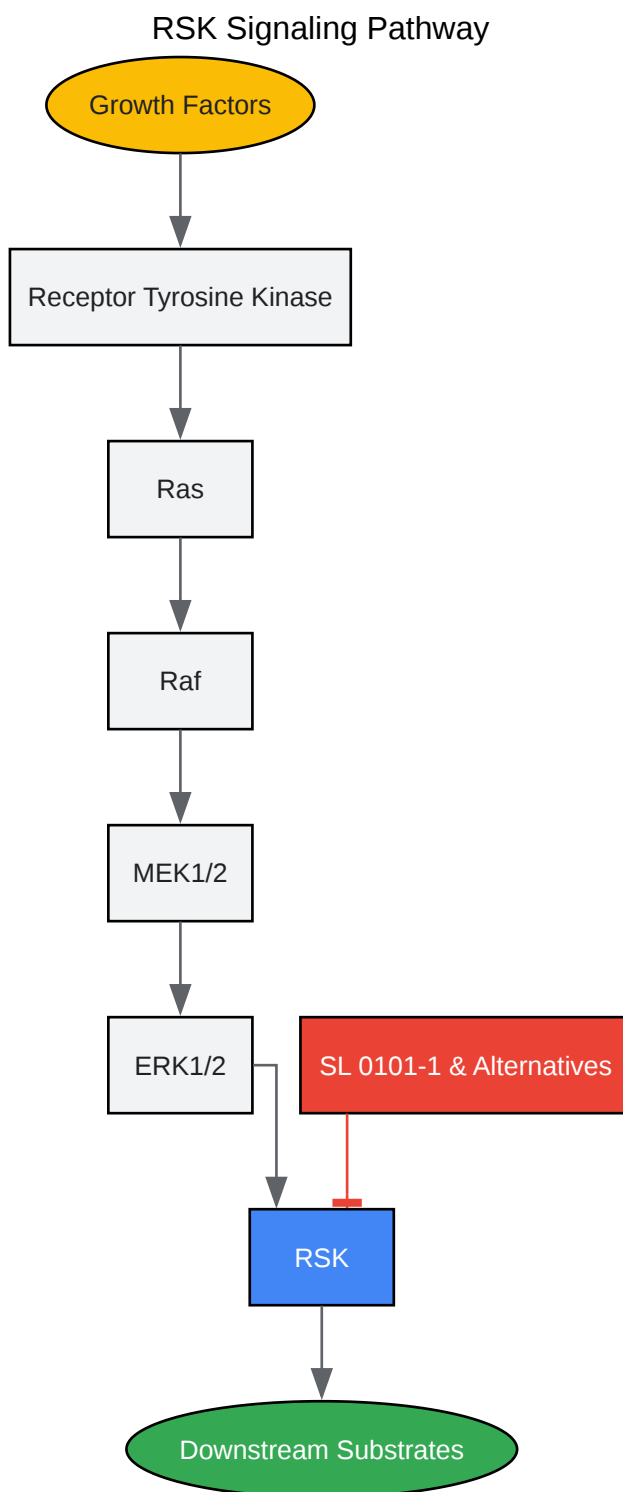 RSK Signaling Pathway
Growth Factors
Receptor Tyrosine Kinase
Ras
Raf
MEK1/2
ERK1/2
SL 0101-1 & Alternatives
RSK
Downstream Substrates